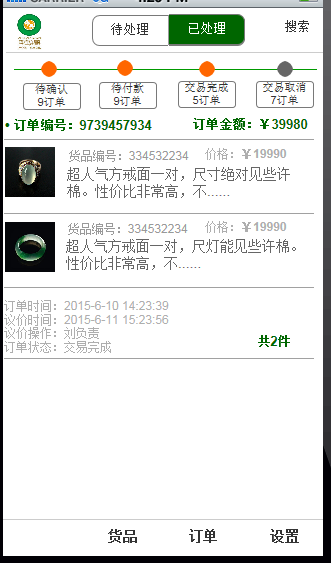 待处理 已处理 搜索
待确认 待付款 交易完成 交易取消
9订单 9订单 5订单 7订单
• 订单编号：9739457934 订单金额：￥39980
货品编号：334532234 价格：￥19990
超人气方戒面一对，尺寸绝对见些许
棉。性价比非常高，不......
货品编号：334532234 价格：￥19990
超人气方戒面一对，尺灯能见些许棉。
性价比非常高，不......
订单时间：2015-6-10 14:23:39
议价时间：2015-6-11 15:23:56
议价操作：刘负责
订单状态：交易完成
共2件
货品 订单 设置